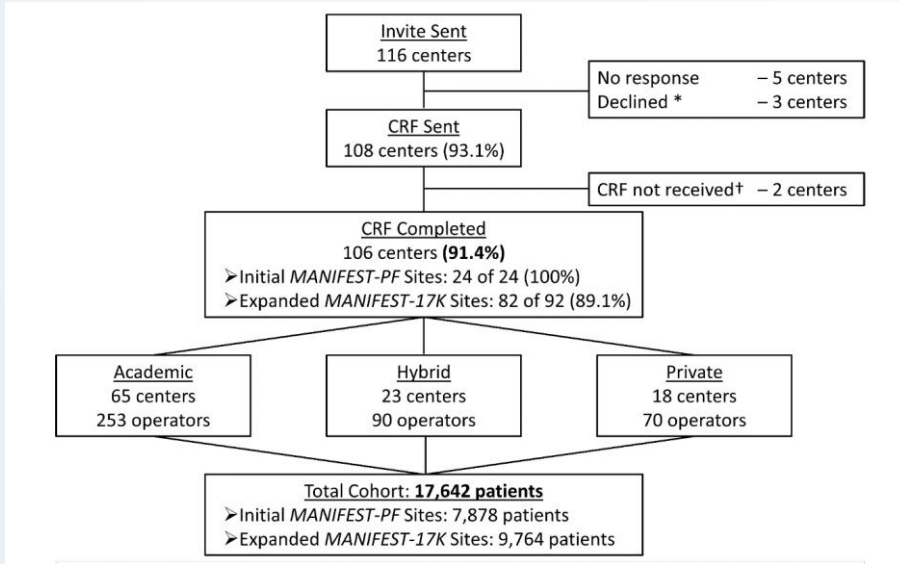 Invite Sent
116 centers
No response – 5 centers
Declined * – 3 centers
CRF Sent
108 centers (93.1%)
CRF not received† – 2 centers
CRF Completed
106 centers (91.4%)
➢Initial MANIFEST-PF Sites: 24 of 24 (100%)
➢Expanded MANIFEST-17K Sites: 82 of 92 (89.1%)
Academic
65 centers
253 operators
Hybrid
23 centers
90 operators
Private
18 centers
70 operators
Total Cohort: 17,642 patients
➢Initial MANIFEST-PF Sites: 7,878 patients
➢Expanded MANIFEST-17K Sites: 9,764 patients